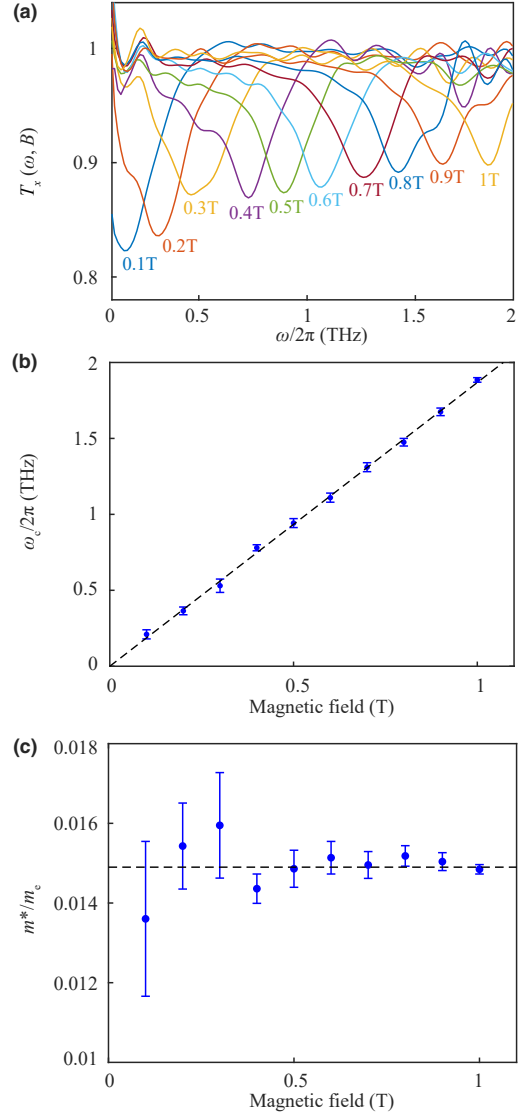 (a)
1
0.9
0.8
T_x (ω, B)
0.1T
0.2T
0.3T
0.4T
0.5T
0.6T
0.7T
0.8T
0.9T
1T
0.5
1
1.5
2
ω/2π (THz)
(b)
2
1.5
1
0.5
0
ω_c/2π (THz)
0
0.5
1
Magnetic field (T)
(c)
0.018
0.016
0.014
0.012
0.01
m*/m_e
0
0.5
1
Magnetic field (T)